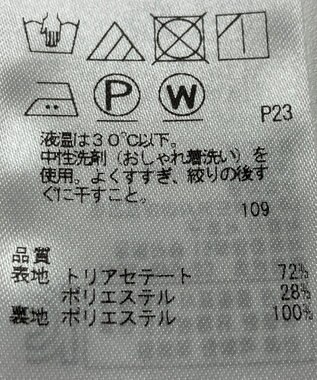 P
W
P23
液温は30℃以下。
中性洗剤（おしゃれ着洗い）を
使用。よくすすぎ、絞りの後す
ぐに干すこと。
109
品質
表地 トリアセテート 72%
ポリエステル 28%
裏地 ポリエステル 100%